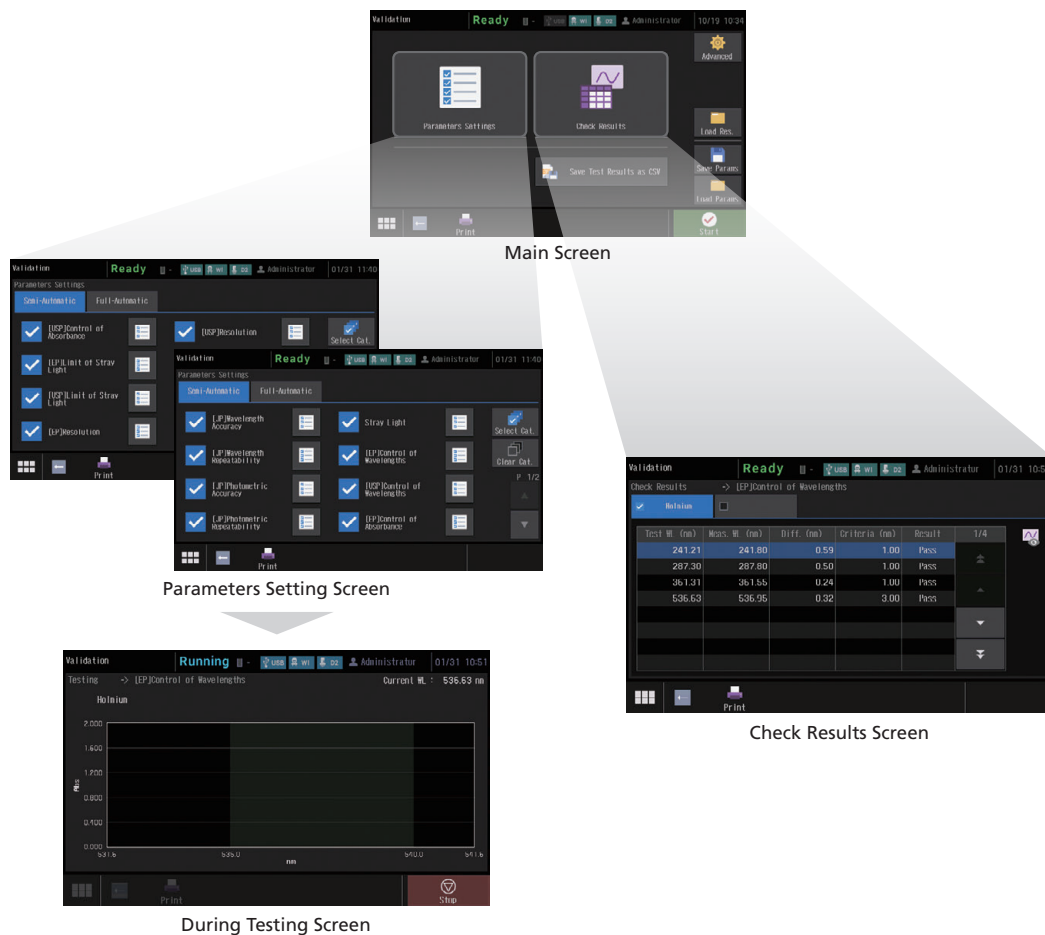 Validation
Ready
USB WI D2
Administrator
10/19 10:34
Advanced
Parameters Settings
Check Results
Load Res.
Save Test Results as CSV
Save Params
Load Params
Print
Start
Main Screen
Validation
Ready
USB WI D2
Administrator
01/31 11:40
Parameters Settings
Semi-Automatic
Full-Automatic
[USP]Control of
Absorbance
[USP]Resolution
Select Cat.
[EP]Limit of Stray
Light
[USP]Limit of Stray
Light
[EP]Resolution
Print
Validation
Ready
USB WI D2
Administrator
01/31 11:40
Parameters Settings
Semi-Automatic
Full-Automatic
[JP]Wavelength
Accuracy
Stray Light
Select Cat.
[JP]Wavelength
Repeatability
[EP]Control of
Wavelengths
Clear Cat.
P 1/2
[JP]Photometric
Accuracy
[USP]Control of
Wavelengths
[JP]Photometric
Repeatability
[EP]Control of
Absorbance
Print
Parameters Setting Screen
Validation
Running
USB WI D2
Administrator
01/31 10:51
Testing -> [EP]Control of Wavelengths
Current WL : 536.63 nm
Holmium
2.000
1.600
1.200
Abs
0.800
0.400
0.000
531.6 535.0 540.0 541.6
nm
Print
Stop
During Testing Screen
Validation
Ready
USB WI D2
Administrator
01/31 10:5
Check Results -> [EP]Control of Wavelengths
Holmium
Test WL (nm) Meas. WL (nm) Diff. (nm) Criteria (nm) Result 1/4
241.21 241.80 0.59 1.00 Pass
287.30 287.80 0.50 1.00 Pass
361.31 361.55 0.24 1.00 Pass
536.63 536.95 0.32 3.00 Pass
Print
Check Results Screen